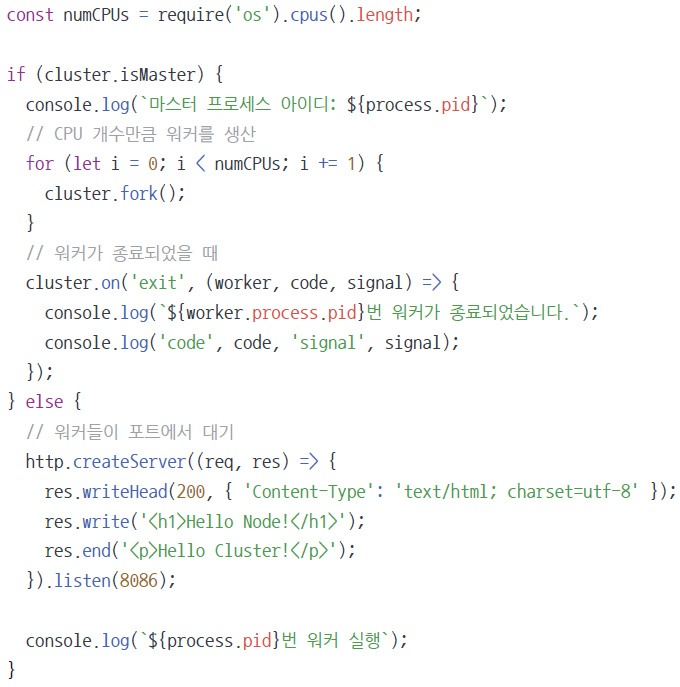 const numCPUs = require('os').cpus().length;

if (cluster.isMaster) {
  console.log(`마스터 프로세스 아이디: ${process.pid}`);
  // CPU 개수만큼 워커를 생산
  for (let i = 0; i < numCPUs; i += 1) {
    cluster.fork();
  }
  // 워커가 종료되었을 때
  cluster.on('exit', (worker, code, signal) => {
    console.log(`${worker.process.pid}번 워커가 종료되었습니다.`);
    console.log('code', code, 'signal', signal);
  });
} else {
  // 워커들이 포트에서 대기
  http.createServer((req, res) => {
    res.writeHead(200, { 'Content-Type': 'text/html; charset=utf-8' });
    res.write('<h1>Hello Node!</h1>');
    res.end('<p>Hello Cluster!</p>');
  }).listen(8086);

  console.log(`${process.pid}번 워커 실행`);
}